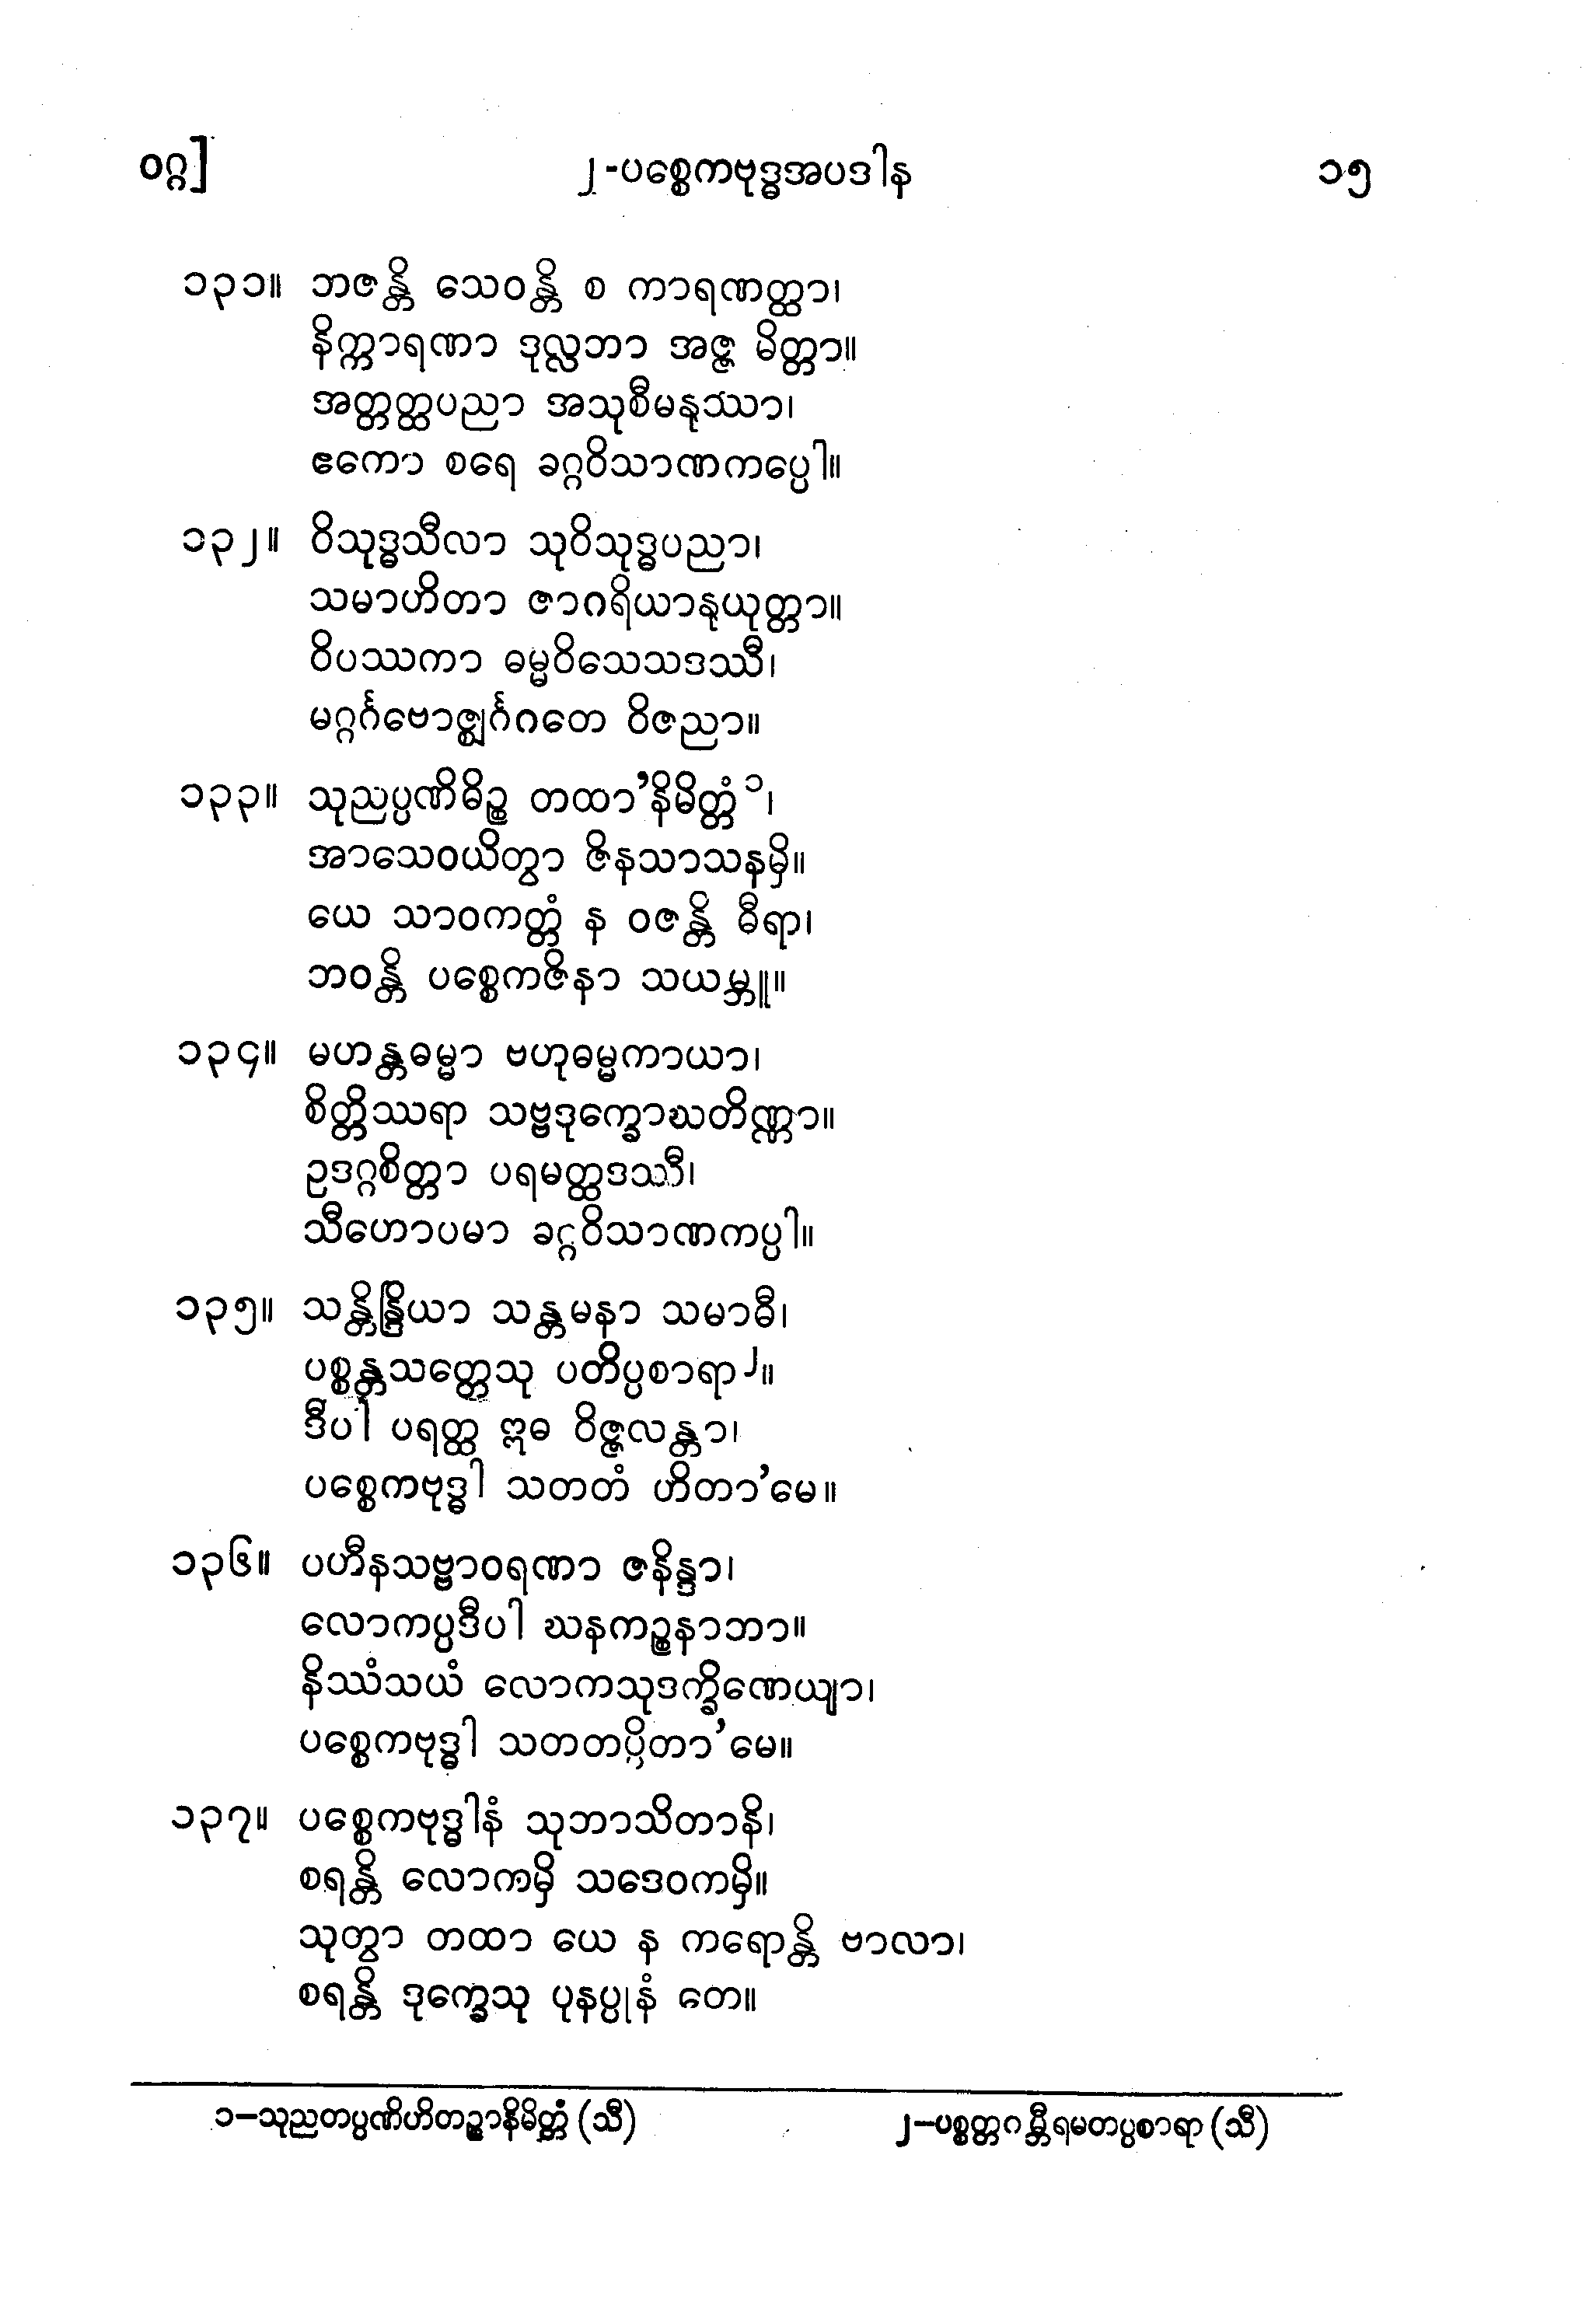 ဝဂ္ဂ] ၂-ပစ္စေကဗုဒ္ဓအပဒါန ၁၅
၁၃၁။ ဘဇန္တိ သေဝန္တိ စ ကာရဏတ္ထာ၊
နိက္ကာရဏာ ဒုလ္လဘာ အဇ္ဇ မိတ္တာ။
အတ္တတ္ထပညာ အသုစီမနုဿာ၊
ဧကော စရေ ခဂ္ဂဝိသာဏကပ္ပေါ။
၁၃၂။ ဝိသုဒ္ဓသီလာ သုဝိသုဒ္ဓပညာ၊
သမာဟိတာ ဇာဂရိယာနုယုတ္တာ။
ဝိပဿကာ ဓမ္မဝိသေသဒဿီ၊
မဂ္ဂင်္ဂဗောဇ္ဈင်္ဂဂတေ ဝိဇညာ။
၁၃၃။ သုညပ္ပဏိဓိဉ္စ တထာ’နိမိတ္တံ ၁၊
အာသေဝယိတွာ ဇိနသာသနမှိ။
ယေ သာဝကတ္တံ န ဝဇန္တိ ဓီရာ၊
ဘဝန္တိ ပစ္စေကဇိနာ သယမ္ဘူ။
၁၃၄။ မဟန္တဓမ္မာ ဗဟုဓမ္မကာယာ၊
စိတ္တိဿရာ သဗ္ဗဒုက္ခောဃတိဏ္ဏာ။
ဥဒဂ္ဂစိတ္တာ ပရမတ္ထဒဿီ၊
သီဟောပမာ ခဂ္ဂဝိသာဏကပ္ပါ။
၁၃၅။ သန္တိန္ဒြိယာ သန္တမနာ သမာဓီ၊
ပစ္စန္တသတ္တေသု ပတိပ္ပစာရာ ၂။
ဒီပါ ပရတ္ထ ဣဓ ဝိဇ္ဇလန္တာ၊
ပစ္စေကဗုဒ္ဓါ သတတံ ဟိတာ’မေ။
၁၃၆။ ပဟီနသဗ္ဗာဝရဏာ ဇနိန္ဒာ၊
လောကပ္ပဒီပါ ဃနကဉ္စနာဘာ။
နိဿံသယံ လောကသုဒက္ခိဏေယျာ၊
ပစ္စေကဗုဒ္ဓါ သတတပ္ပိတာ’မေ။
၁၃၇။ ပစ္စေကဗုဒ္ဓါနံ သုဘာသိတာနိ၊
စရန္တိ လောကမှိ သဒေဝကမှိ။
သုတွာ တထာ ယေ န ကရောန္တိ ဗာလာ၊
စရန္တိ ဒုက္ခေသု ပုနပ္ပုနံ တေ။
၁–သုညတပ္ပဏိဟိတဉ္စာနိမိတ္တံ (သီ) ၂–ပစ္စတ္တဂမ္ဘီရမတပ္ပစာရာ (သီ)